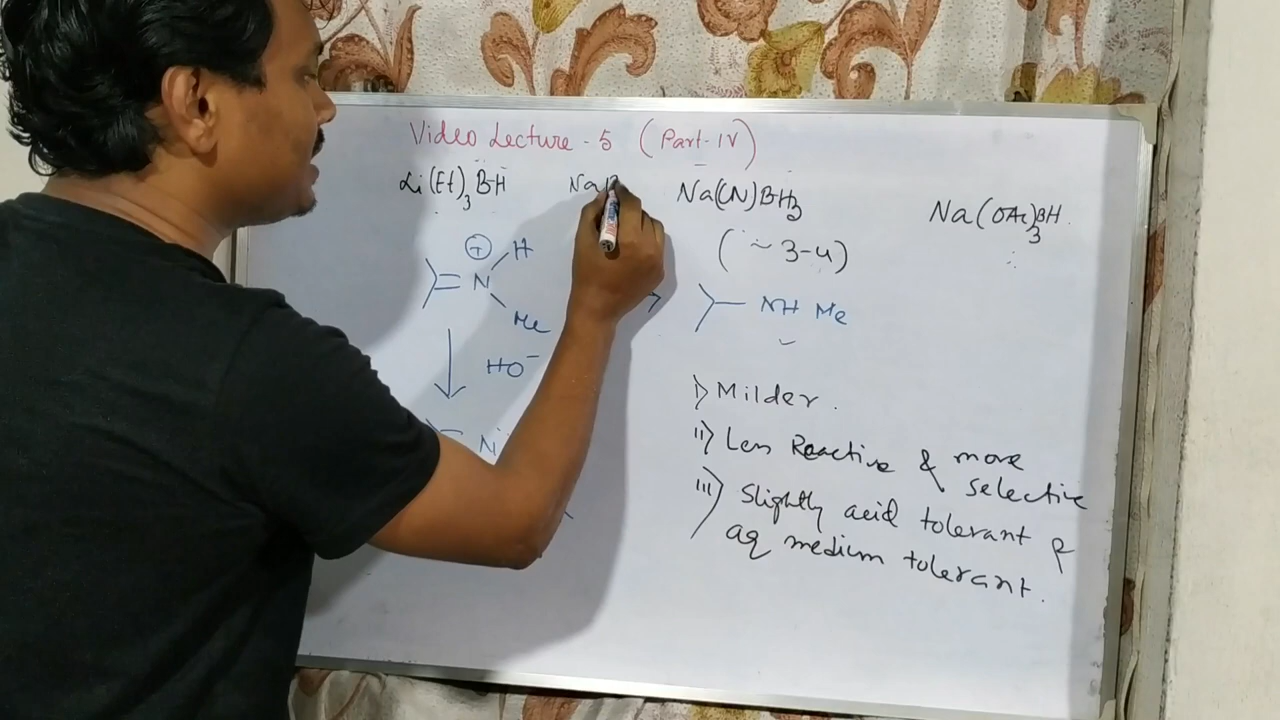 Video Lecture - 5 (Part-IV)
Li(Et)3BH Na Na(CN)BH3 Na(OAc)3BH
(~3-4)
⊕
N H
Me
NH Me
HO⁻
N
i) Milder.
ii) Less Reactive & more selective
iii) Slightly acid tolerant &
aq medium tolerant.